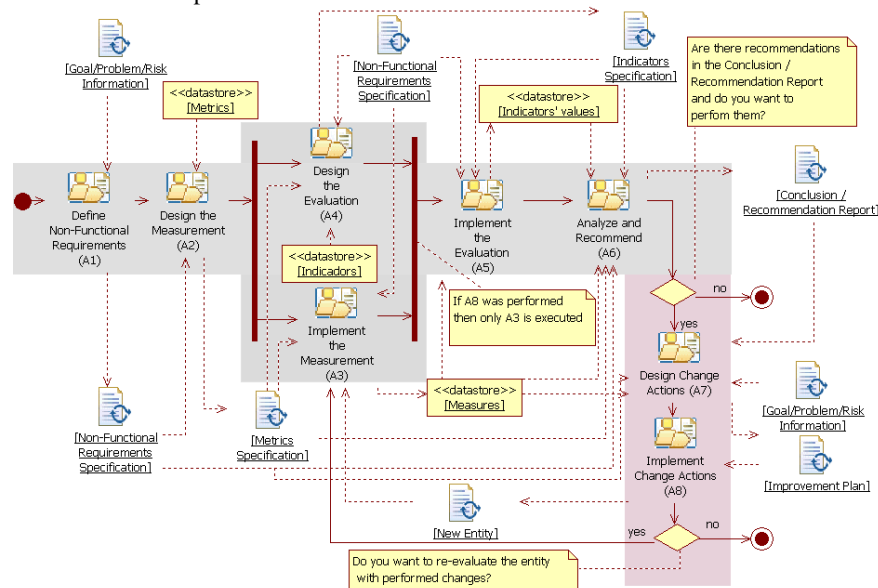 [Goal/Problem/Risk
Information]
<<datastore>>
[Metrics]
[Non-Functional
Requirements
Specification]
<<datastore>>
[Indicators' values]
[Indicators
Specification]
Are there recommendations
in the Conclusion /
Recommendation Report
and do you want to
perfom them?
Define
Non-Functional
Requirements
(A1)
Design the
Measurement
(A2)
Design
the
Evaluation
(A4)
<<datastore>>
[Indicadors]
Implement
the
Measurement
(A3)
Implement
the
Evaluation
(A5)
Analyze and
Recommend
(A6)
[Conclusion /
Recommendation Report]
If A8 was performed
then only A3 is executed
no
yes
Design Change
Actions (A7)
<<datastore>>
[Measures]
[Goal/Problem/Risk
Information]
[Non-Functional
Requirements
Specification]
[Metrics
Specification]
Implement
Change Actions
(A8)
[Improvement Plan]
[New Entity]
yes
no
Do you want to re-evaluate the entity
with performed changes?